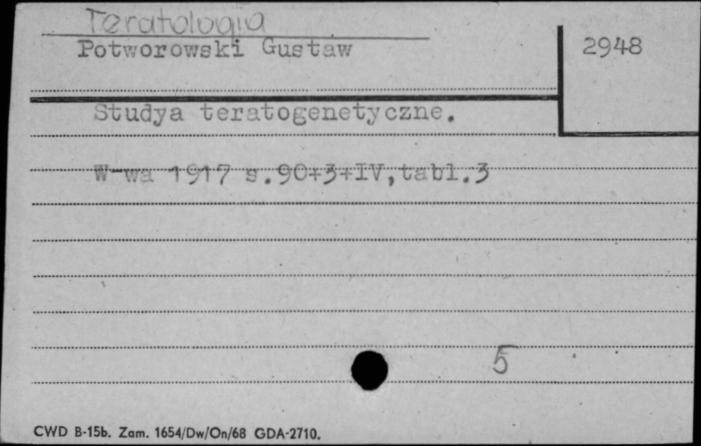 Teratologia
Potworowski Gustaw
2948
Studya teratogenetyczne.
W-wa 1917 s.90+3+IV,tabl.3
5
CWD B-15b. Zam. 1654/Dw/On/68 GDA-2710.